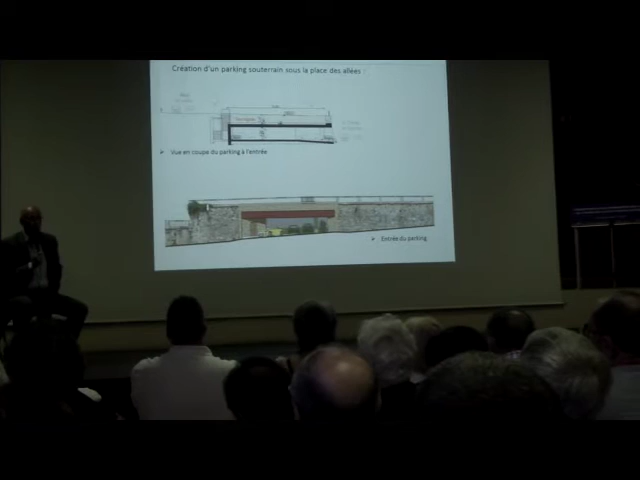 Création d'un parking souterrain sous la place des allées :
➢ Vue en coupe du parking à l'entrée
➢ Entrée du parking